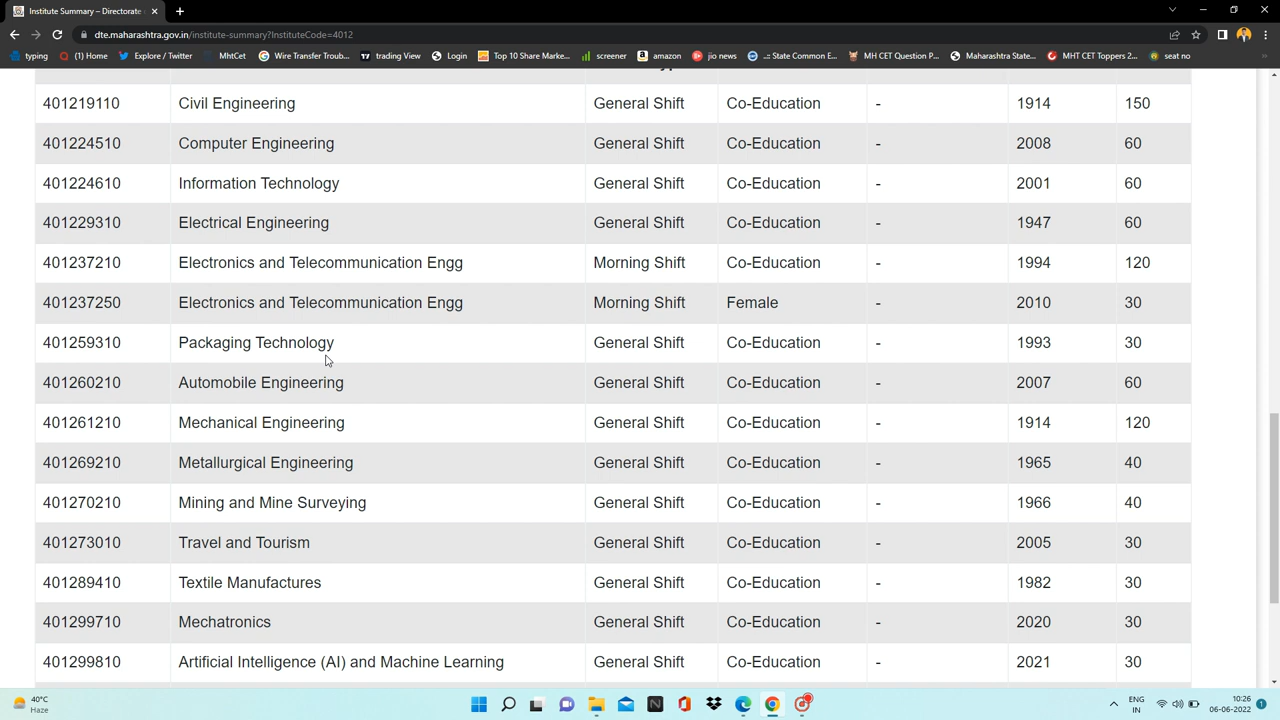 Institute Summary – Directorate
dte.maharashtra.gov.in/institute-summary?InstituteCode=4012
typing (1) Home Explore / Twitter MhtCet Wire Transfer Troub... trading View Top 10 Share Marke... screener amazon jio news ..:: State Common E... MH CET Question P... Maharashtra State... MHT CET Toppers 2... seat no
401219110 Civil Engineering General Shift Co-Education - 1914 150
401224510 Computer Engineering General Shift Co-Education - 2008 60
401224610 Information Technology General Shift Co-Education - 2001 60
401229310 Electrical Engineering General Shift Co-Education - 1947 60
401237210 Electronics and Telecommunication Engg Morning Shift Co-Education - 1994 120
401237250 Electronics and Telecommunication Engg Morning Shift Female - 2010 30
401259310 Packaging Technology General Shift Co-Education - 1993 30
401260210 Automobile Engineering General Shift Co-Education - 2007 60
401261210 Mechanical Engineering General Shift Co-Education - 1914 120
401269210 Metallurgical Engineering General Shift Co-Education - 1965 40
401270210 Mining and Mine Surveying General Shift Co-Education - 1966 40
401273010 Travel and Tourism General Shift Co-Education - 2005 30
401289410 Textile Manufactures General Shift Co-Education - 1982 30
401299710 Mechatronics General Shift Co-Education - 2020 30
401299810 Artificial Intelligence (AI) and Machine Learning General Shift Co-Education - 2021 30
40°C ENG 10:26
Haze IN 06-06-2022